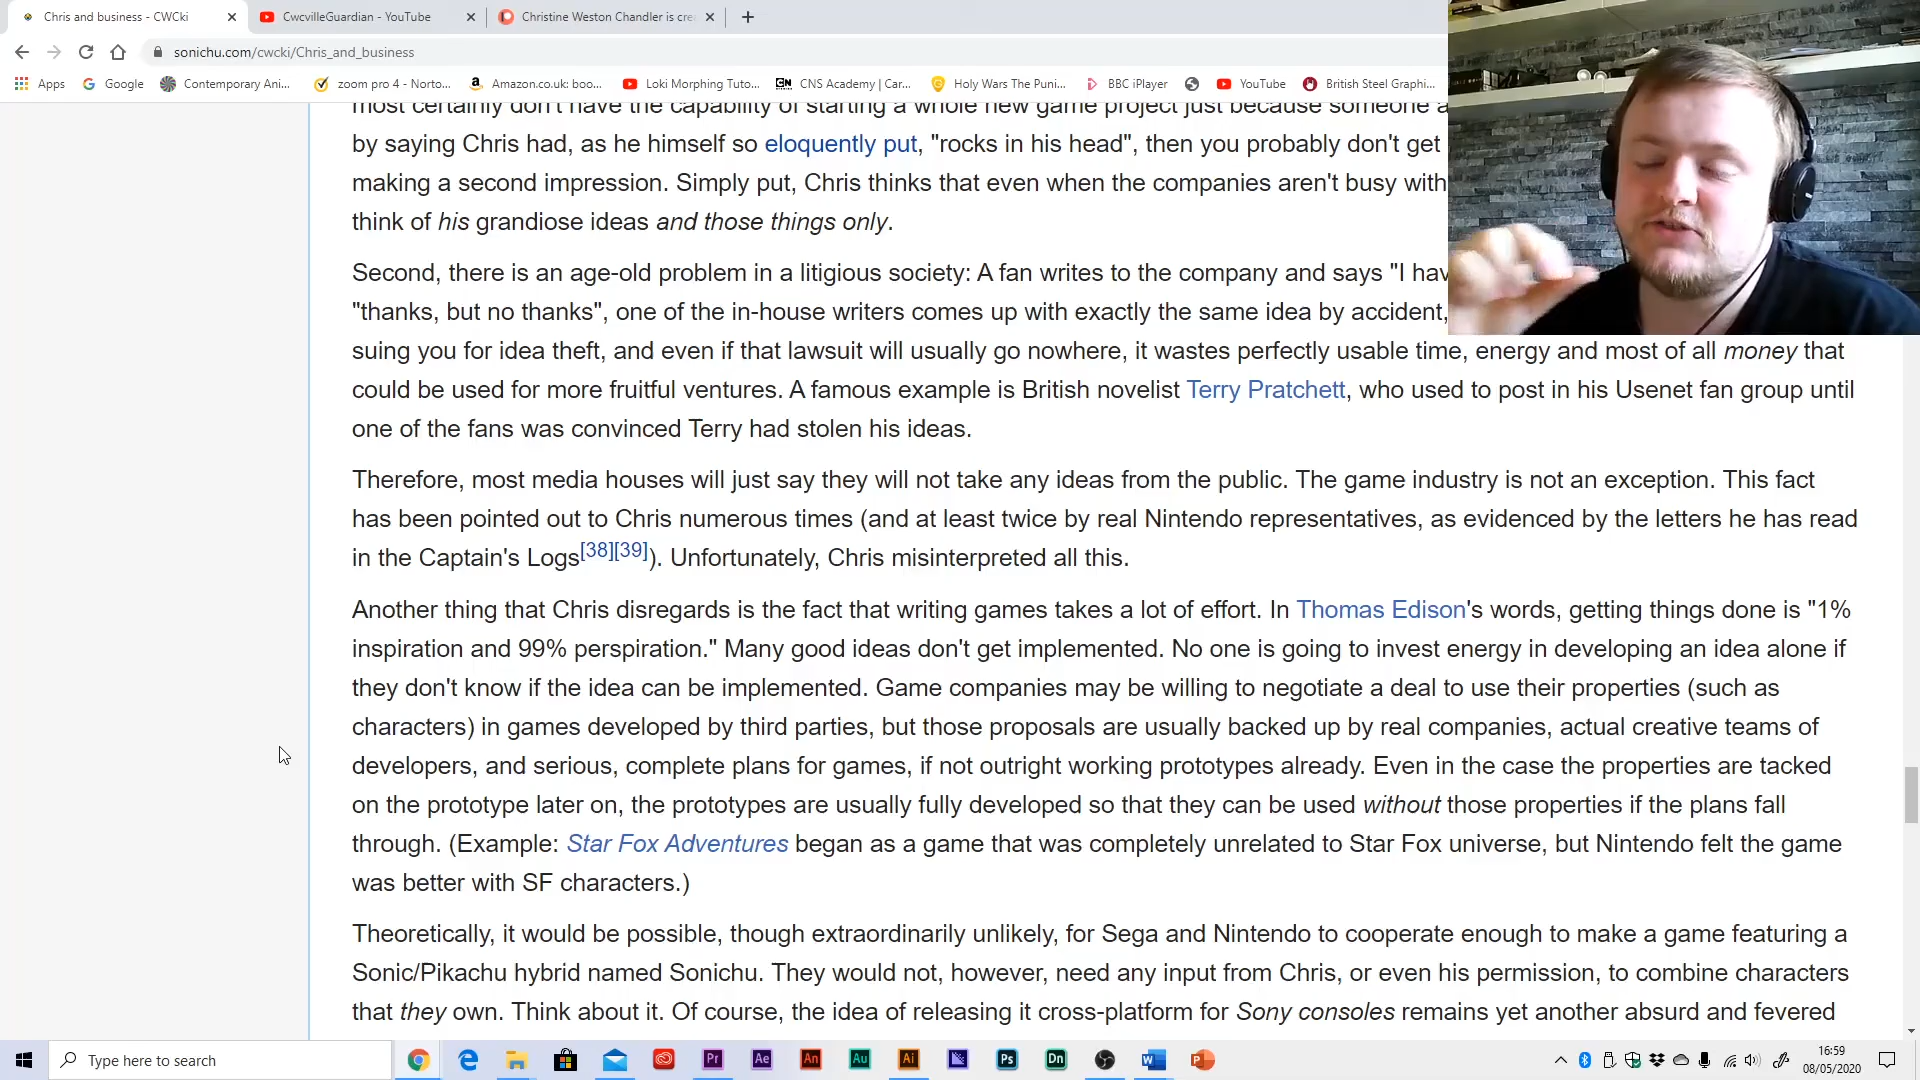 Chris and business - CWCki
CwcvilleGuardian - YouTube
Christine Weston Chandler is cre
sonichu.com/cwcki/Chris_and_business
Apps
Google
Contemporary Ani...
zoom pro 4 - Norto...
Amazon.co.uk: boo...
Loki Morphing Tuto...
CNS Academy | Car...
Holy Wars The Puni...
BBC iPlayer
YouTube
British Steel Graphi...
most certainly don't have the capability of starting a whole new game project just because someone a
by saying Chris had, as he himself so eloquently put, "rocks in his head", then you probably don't get
making a second impression. Simply put, Chris thinks that even when the companies aren't busy with
think of his grandiose ideas and those things only.
Second, there is an age-old problem in a litigious society: A fan writes to the company and says "I hav
"thanks, but no thanks", one of the in-house writers comes up with exactly the same idea by accident,
suing you for idea theft, and even if that lawsuit will usually go nowhere, it wastes perfectly usable time, energy and most of all money that
could be used for more fruitful ventures. A famous example is British novelist Terry Pratchett, who used to post in his Usenet fan group until
one of the fans was convinced Terry had stolen his ideas.
Therefore, most media houses will just say they will not take any ideas from the public. The game industry is not an exception. This fact
has been pointed out to Chris numerous times (and at least twice by real Nintendo representatives, as evidenced by the letters he has read
in the Captain's Logs[38][39]). Unfortunately, Chris misinterpreted all this.
Another thing that Chris disregards is the fact that writing games takes a lot of effort. In Thomas Edison's words, getting things done is "1%
inspiration and 99% perspiration." Many good ideas don't get implemented. No one is going to invest energy in developing an idea alone if
they don't know if the idea can be implemented. Game companies may be willing to negotiate a deal to use their properties (such as
characters) in games developed by third parties, but those proposals are usually backed up by real companies, actual creative teams of
developers, and serious, complete plans for games, if not outright working prototypes already. Even in the case the properties are tacked
on the prototype later on, the prototypes are usually fully developed so that they can be used without those properties if the plans fall
through. (Example: Star Fox Adventures began as a game that was completely unrelated to Star Fox universe, but Nintendo felt the game
was better with SF characters.)
Theoretically, it would be possible, though extraordinarily unlikely, for Sega and Nintendo to cooperate enough to make a game featuring a
Sonic/Pikachu hybrid named Sonichu. They would not, however, need any input from Chris, or even his permission, to combine characters
that they own. Think about it. Of course, the idea of releasing it cross-platform for Sony consoles remains yet another absurd and fevered
Type here to search
Pr
Ae
An
Au
Ai
Ps
Dn
16:59
08/05/2020